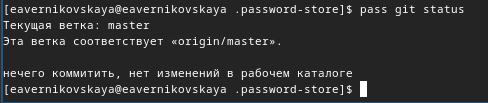 [eavernikovskaya@eavernikovskaya .password-store]$ pass git status
Текущая ветка: master
Эта ветка соответствует «origin/master».
нечего коммитить, нет изменений в рабочем каталоге
[eavernikovskaya@eavernikovskaya .password-store]$